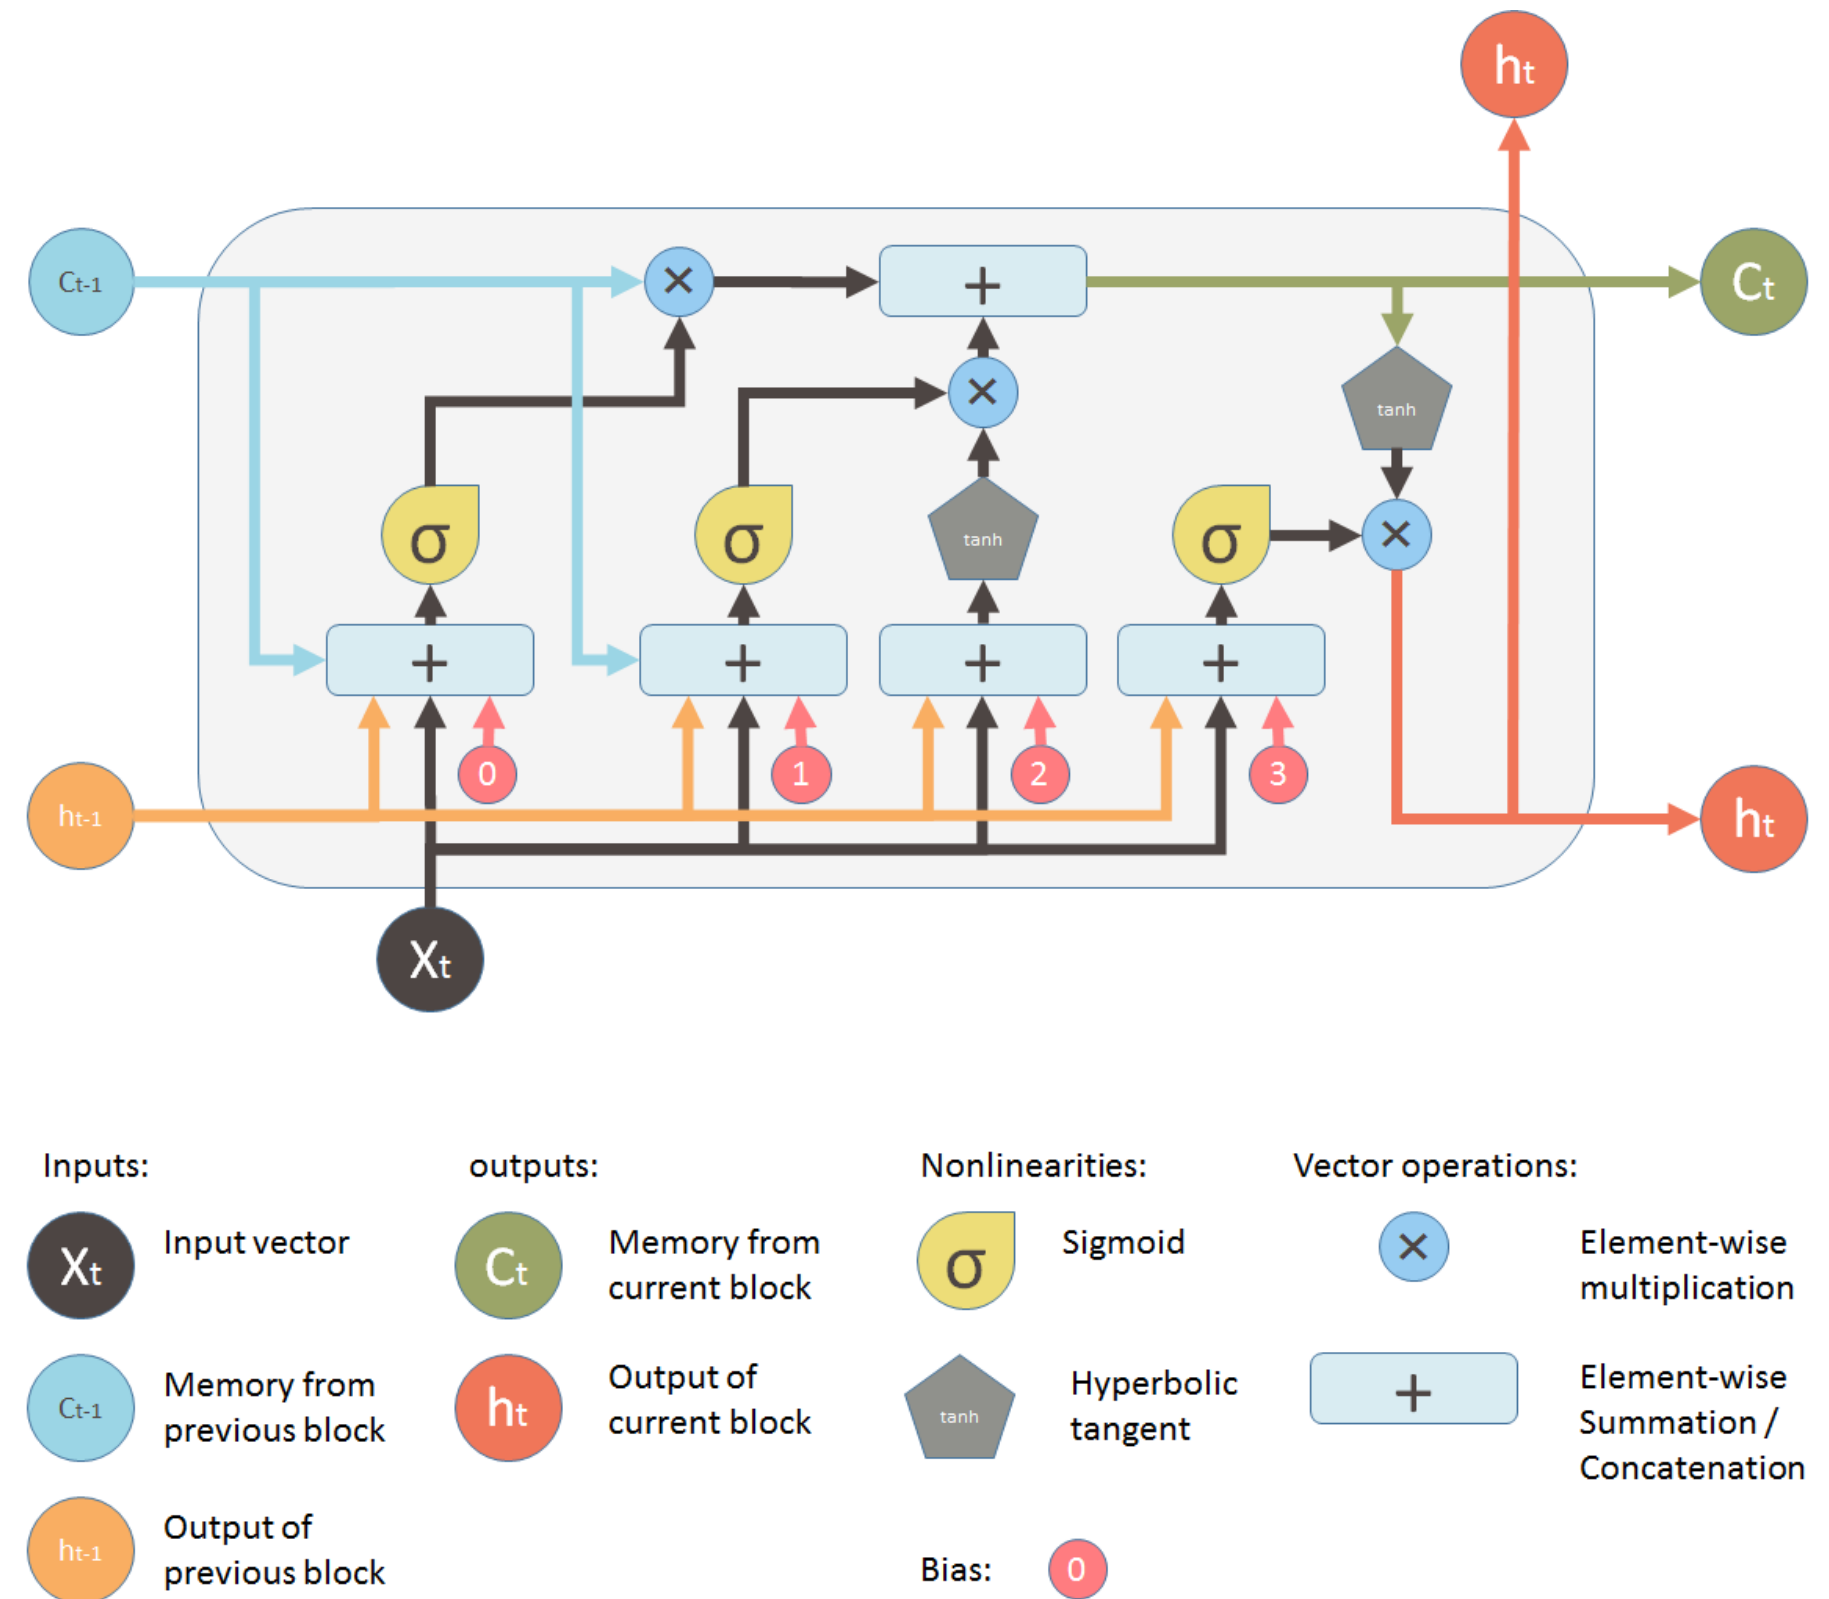 ht
Ct-1
×
+
Ct
×
tanh
σ
σ
tanh
σ
×
+
+
+
+
0
1
2
3
ht-1
ht
Xt
Inputs:
outputs:
Nonlinearities:
Vector operations:
Xt
Input vector
Ct
Memory from
current block
σ
Sigmoid
×
Element-wise
multiplication
Ct-1
Memory from
previous block
ht
Output of
current block
tanh
Hyperbolic
tangent
+
Element-wise
Summation /
Concatenation
ht-1
Output of
previous block
Bias:
0